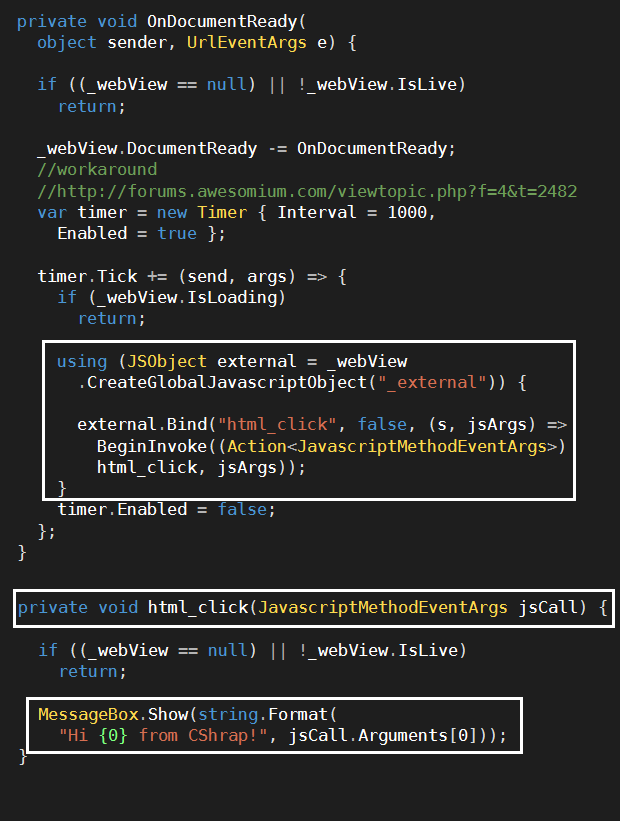 private void OnDocumentReady(
object sender, UrlEventArgs e) {
if ((_webView == null) || !_webView.IsLive)
return;
_webView.DocumentReady -= OnDocumentReady;
//workaround
//http://forums.awesomium.com/viewtopic.php?f=4&t=2482
var timer = new Timer { Interval = 1000,
Enabled = true };
timer.Tick += (send, args) => {
if (_webView.IsLoading)
return;
using (JSObject external = _webView
.CreateGlobalJavascriptObject("_external")) {
external.Bind("html_click", false, (s, jsArgs) =>
BeginInvoke((Action<JavascriptMethodEventArgs>)
html_click, jsArgs));
}
timer.Enabled = false;
};
}
private void html_click(JavascriptMethodEventArgs jsCall) {
if ((_webView == null) || !_webView.IsLive)
return;
MessageBox.Show(string.Format(
"Hi {0} from CShrap!", jsCall.Arguments[0]));
}